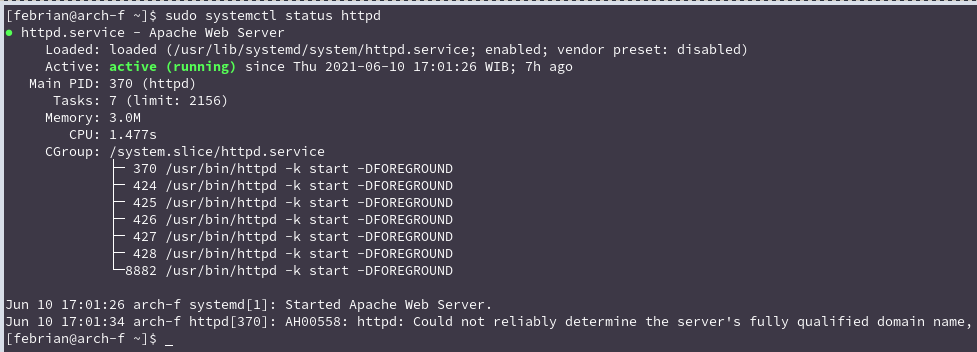 [febrian@arch-f ~]$ sudo systemctl status httpd
● httpd.service - Apache Web Server
     Loaded: loaded (/usr/lib/systemd/system/httpd.service; enabled; vendor preset: disabled)
     Active: active (running) since Thu 2021-06-10 17:01:26 WIB; 7h ago
   Main PID: 370 (httpd)
      Tasks: 7 (limit: 2156)
     Memory: 3.0M
        CPU: 1.477s
     CGroup: /system.slice/httpd.service
             ├─ 370 /usr/bin/httpd -k start -DFOREGROUND
             ├─ 424 /usr/bin/httpd -k start -DFOREGROUND
             ├─ 425 /usr/bin/httpd -k start -DFOREGROUND
             ├─ 426 /usr/bin/httpd -k start -DFOREGROUND
             ├─ 427 /usr/bin/httpd -k start -DFOREGROUND
             ├─ 428 /usr/bin/httpd -k start -DFOREGROUND
             └─8882 /usr/bin/httpd -k start -DFOREGROUND

Jun 10 17:01:26 arch-f systemd[1]: Started Apache Web Server.
Jun 10 17:01:34 arch-f httpd[370]: AH00558: httpd: Could not reliably determine the server's fully qualified domain name,
[febrian@arch-f ~]$ _